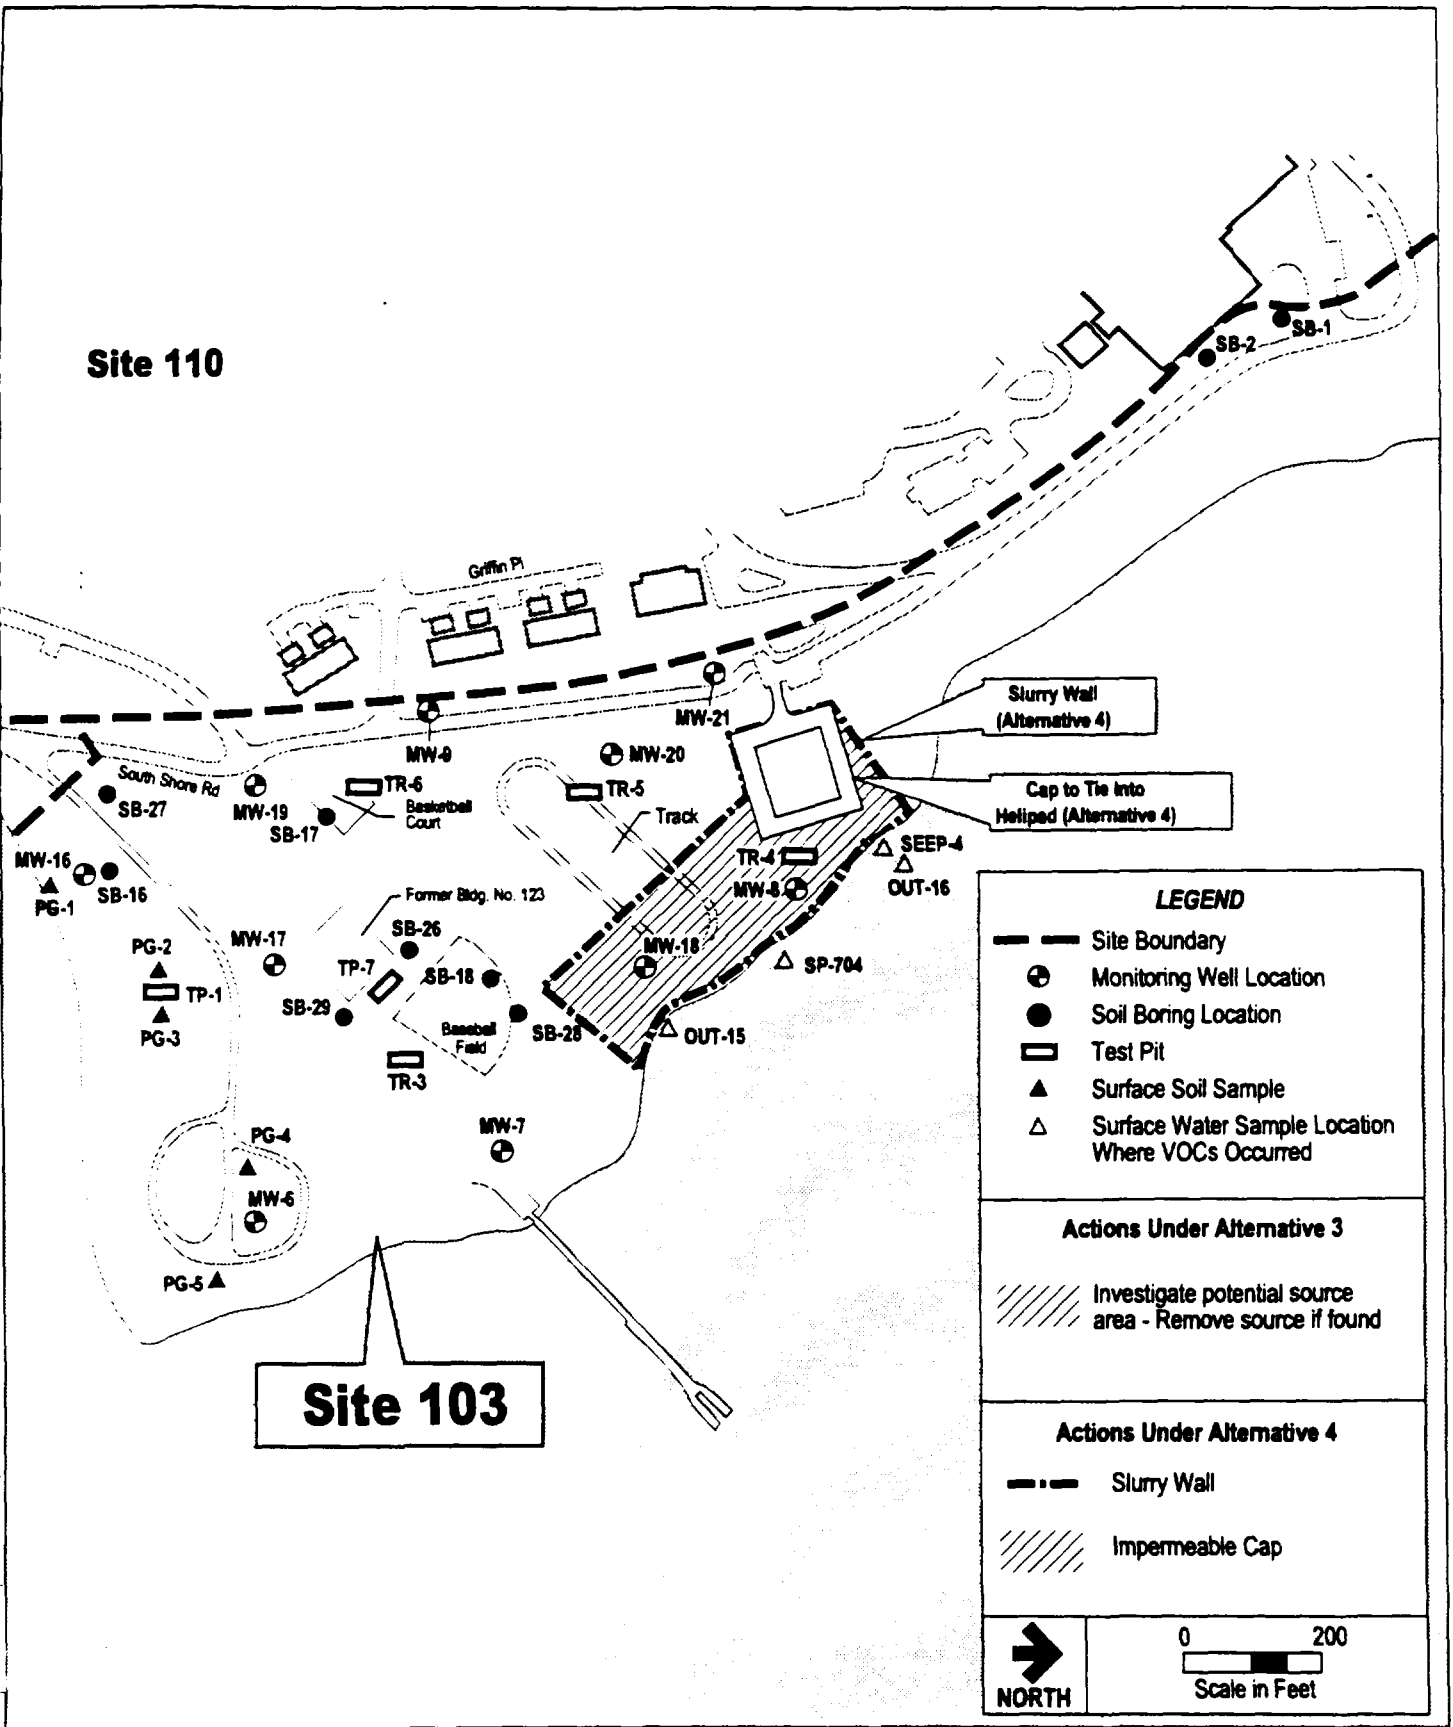 Site 110
SB-1
SB-2
Griffin Pl
Slurry Wall
(Alternative 4)
MW-21
MW-9
MW-20
Cap to Tie Into
Helipad (Alternative 4)
South Shore Rd
SB-27
MW-19
TR-6
Basketball
Court
SB-17
TR-5
Track
MW-16
PG-1
SB-16
TR-4
SEEP-4
MW-8
OUT-16
Former Bldg. No. 123
PG-2
MW-17
SB-26
MW-18
TP-7
SB-18
SP-704
TP-1
SB-29
PG-3
Baseball
Field
SB-28
OUT-15
TR-3
PG-4
MW-7
MW-6
PG-5
Site 103
LEGEND
Site Boundary
Monitoring Well Location
Soil Boring Location
Test Pit
Surface Soil Sample
Surface Water Sample Location
Where VOCs Occurred
Actions Under Alternative 3
Investigate potential source
area - Remove source if found
Actions Under Alternative 4
Slurry Wall
Impermeable Cap
NORTH
0 200
Scale in Feet